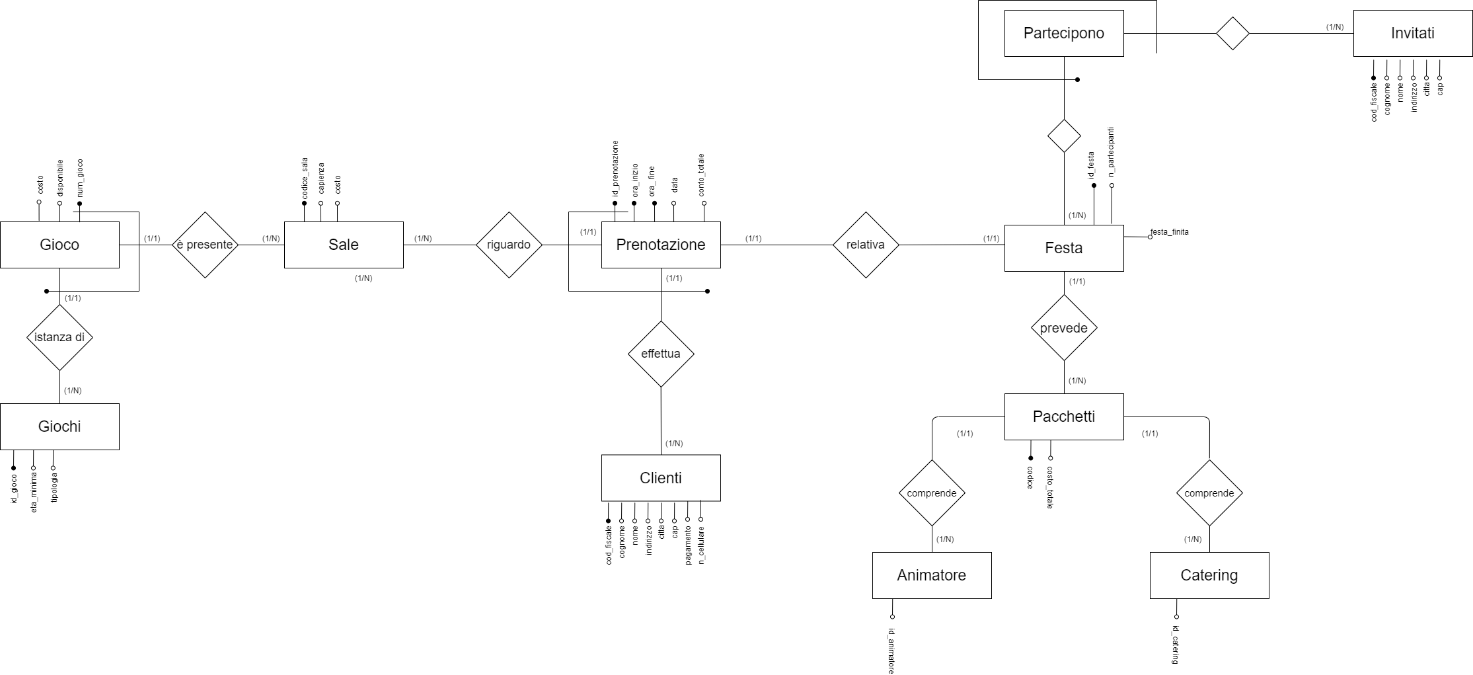 Partecipono
(1/N)
Invitati
cod_fiscale
cognome
nome
indirizzo
citta
cap
costo
disponibile
num_gioco
codice_sala
capienza
costo
id_prenotazione
ora_inizio
ora_fine
data
conto_totale
id_festa
n_partecipanti
(1/N)
festa_finita
Gioco
(1/1)
è presente
(1/N)
Sale
(1/N)
riguardo
(1/1)
Prenotazione
(1/1)
relativa
(1/1)
Festa
(1/N)
(1/1)
(1/1)
(1/1)
istanza di
effettua
prevede
(1/N)
(1/N)
Giochi
Pacchetti
(1/1)
(1/1)
id_gioco
eta_minima
tipologia
(1/N)
Clienti
codice
costo_totale
comprende
comprende
cod_fiscale
cognome
nome
indirizzo
citta
cap
pagamento
n_cellulare
(1/N)
(1/N)
Animatore
Catering
id_animatore
id_catering